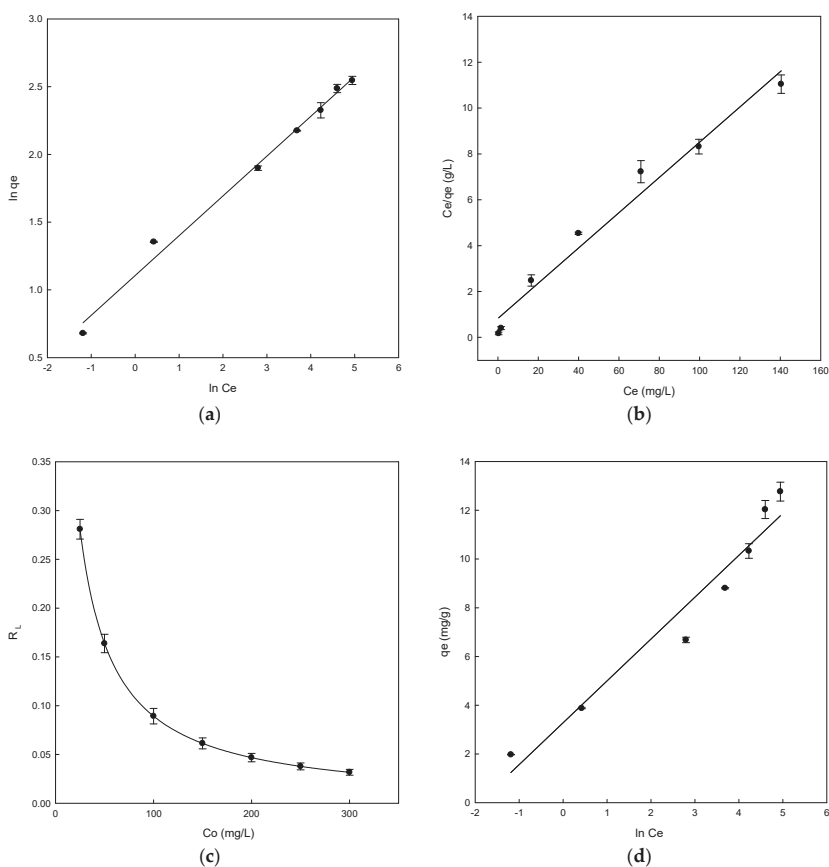 3.0
2.5
2.0
1.5
1.0
0.5
ln qe
-2 -1 0 1 2 3 4 5 6
ln Ce
(a)
14
12
10
8
6
4
2
0
Ce/qe (g/L)
0 20 40 60 80 100 120 140 160
Ce (mg/L)
(b)
0.35
0.30
0.25
0.20
0.15
0.10
0.05
0.00
R L
0 100 200 300
Co (mg/L)
(c)
14
12
10
8
6
4
2
0
qe (mg/g)
-2 -1 0 1 2 3 4 5 6
ln Ce
(d)